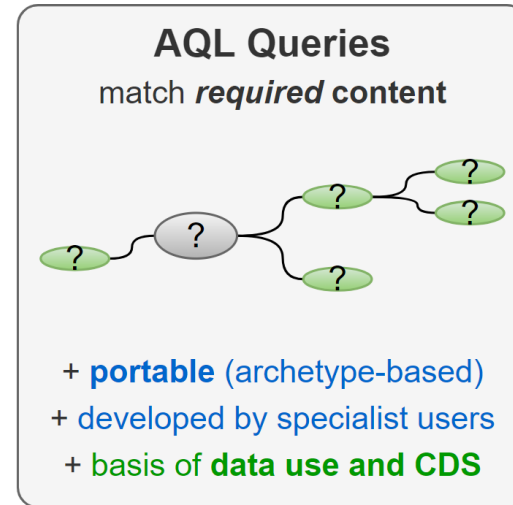 AQL Queries
match required content
?
?
?
?
?
?
+ portable (archetype-based)
+ developed by specialist users
+ basis of data use and CDS